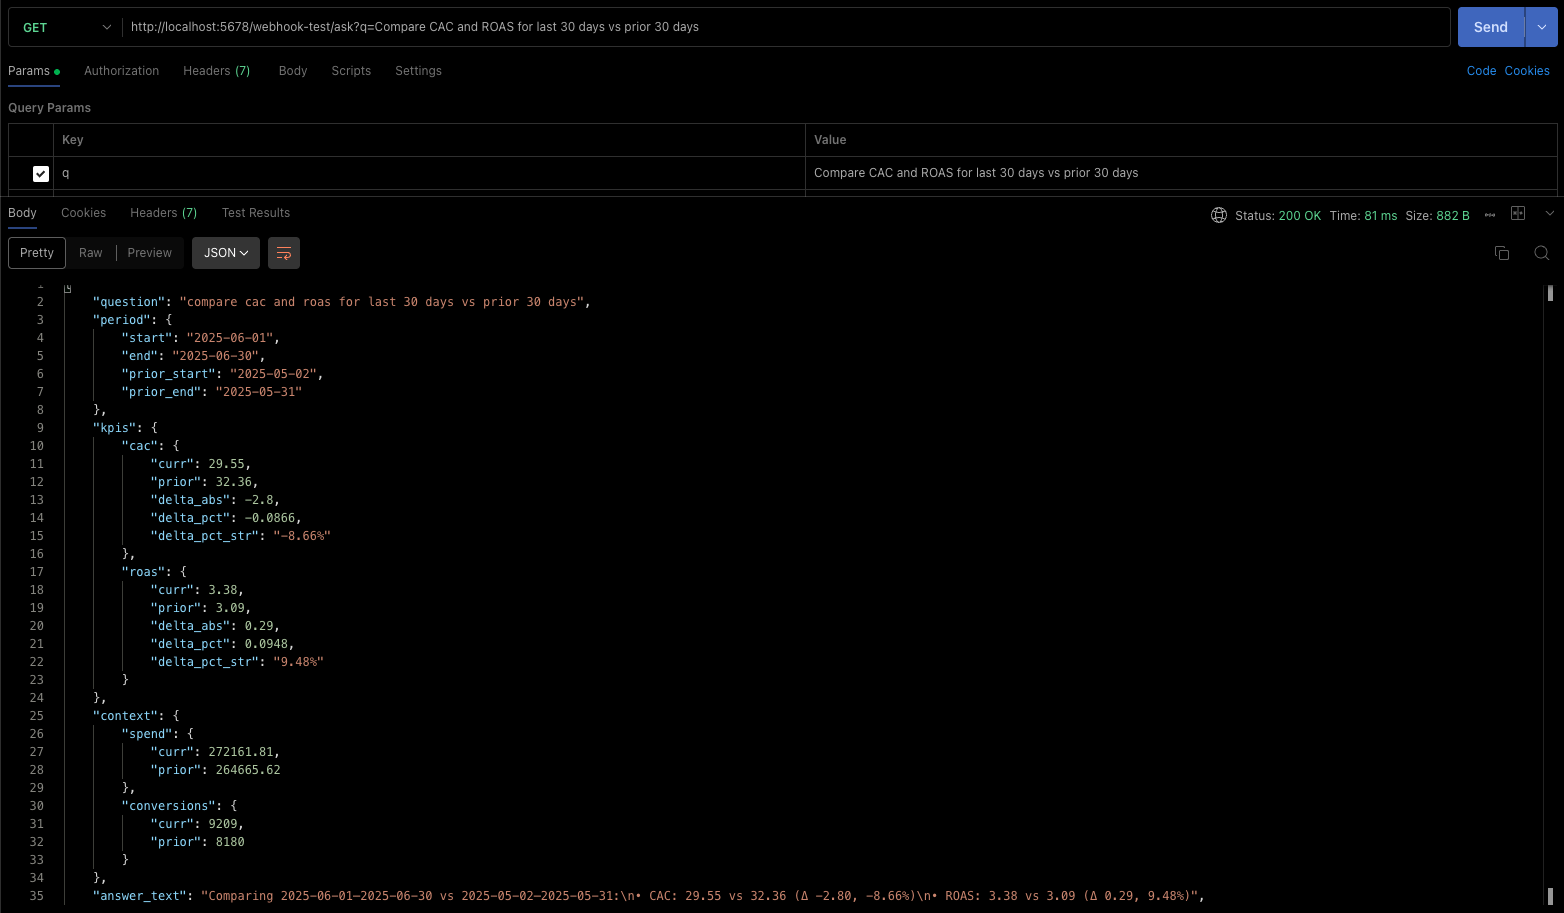 GET http://localhost:5678/webhook-test/ask?q=Compare CAC and ROAS for last 30 days vs prior 30 days Send
Params Authorization Headers (7) Body Scripts Settings Code Cookies
Query Params
Key Value
q Compare CAC and ROAS for last 30 days vs prior 30 days
Body Cookies Headers (7) Test Results Status: 200 OK Time: 81 ms Size: 882 B
Pretty Raw Preview JSON
1 {
2 "question": "compare cac and roas for last 30 days vs prior 30 days",
3 "period": {
4 "start": "2025-06-01",
5 "end": "2025-06-30",
6 "prior_start": "2025-05-02",
7 "prior_end": "2025-05-31"
8 },
9 "kpis": {
10 "cac": {
11 "curr": 29.55,
12 "prior": 32.36,
13 "delta_abs": -2.8,
14 "delta_pct": -0.0866,
15 "delta_pct_str": "-8.66%"
16 },
17 "roas": {
18 "curr": 3.38,
19 "prior": 3.09,
20 "delta_abs": 0.29,
21 "delta_pct": 0.0948,
22 "delta_pct_str": "9.48%"
23 }
24 },
25 "context": {
26 "spend": {
27 "curr": 272161.81,
28 "prior": 264665.62
29 },
30 "conversions": {
31 "curr": 9209,
32 "prior": 8180
33 }
34 },
35 "answer_text": "Comparing 2025-06-01–2025-06-30 vs 2025-05-02–2025-05-31:\n• CAC: 29.55 vs 32.36 (Δ -2.80, -8.66%)\n• ROAS: 3.38 vs 3.09 (Δ 0.29, 9.48%)",